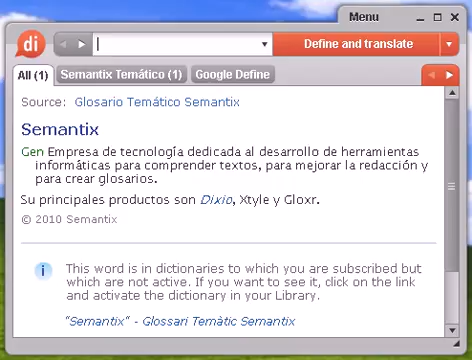 Menu
di
Define and translate
All (1)
Semantix Temático (1)
Google Define
Source: Glosario Temático Semantix
Semantix
Gen Empresa de tecnología dedicada al desarrollo de herramientas
informáticas para comprender textos, para mejorar la redacción y
para crear glosarios.
Su principales productos son Dixio, Xtyle y Gloxr.
© 2010 Semantix
i
This word is in dictionaries to which you are subscribed but
which are not active. If you want to see it, click on the link
and activate the dictionary in your Library.
"Semantix" - Glossari Temàtic Semantix